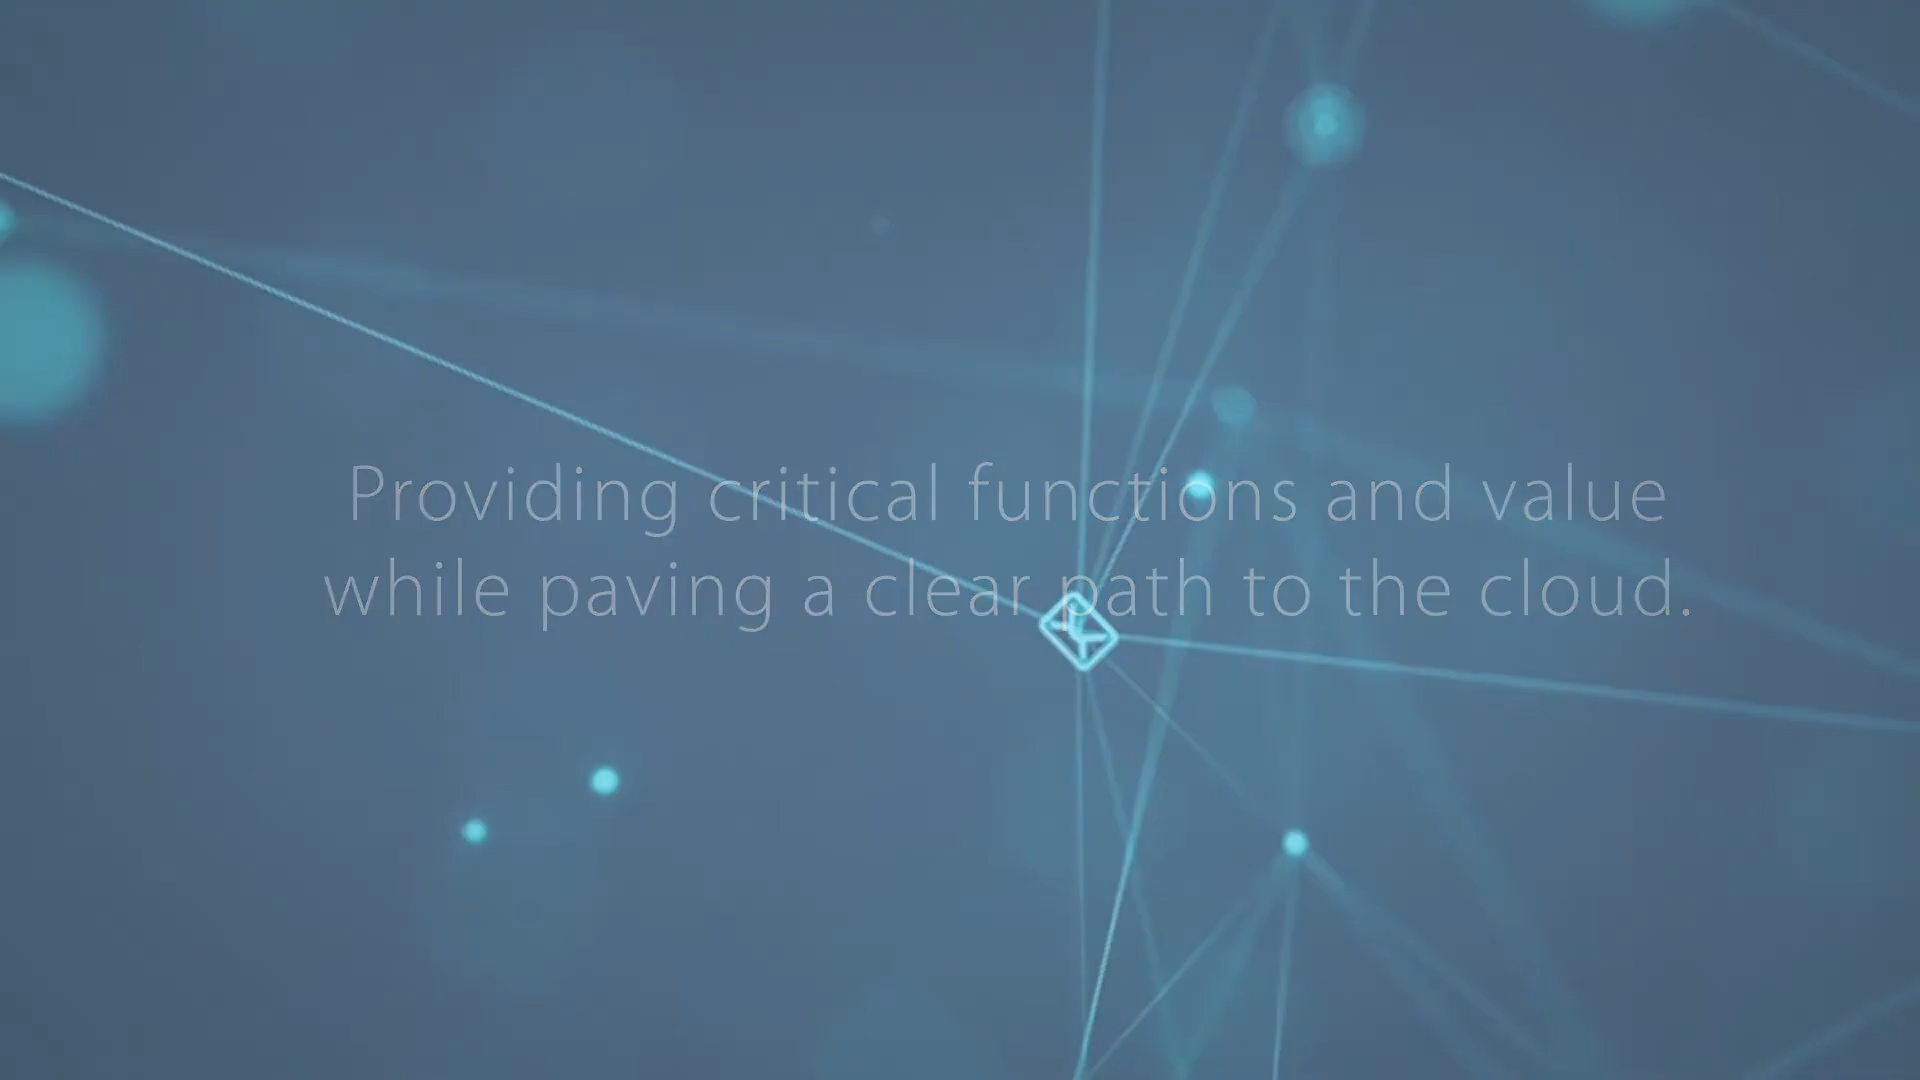 Providing critical functions and value
while paving a clear path to the cloud.